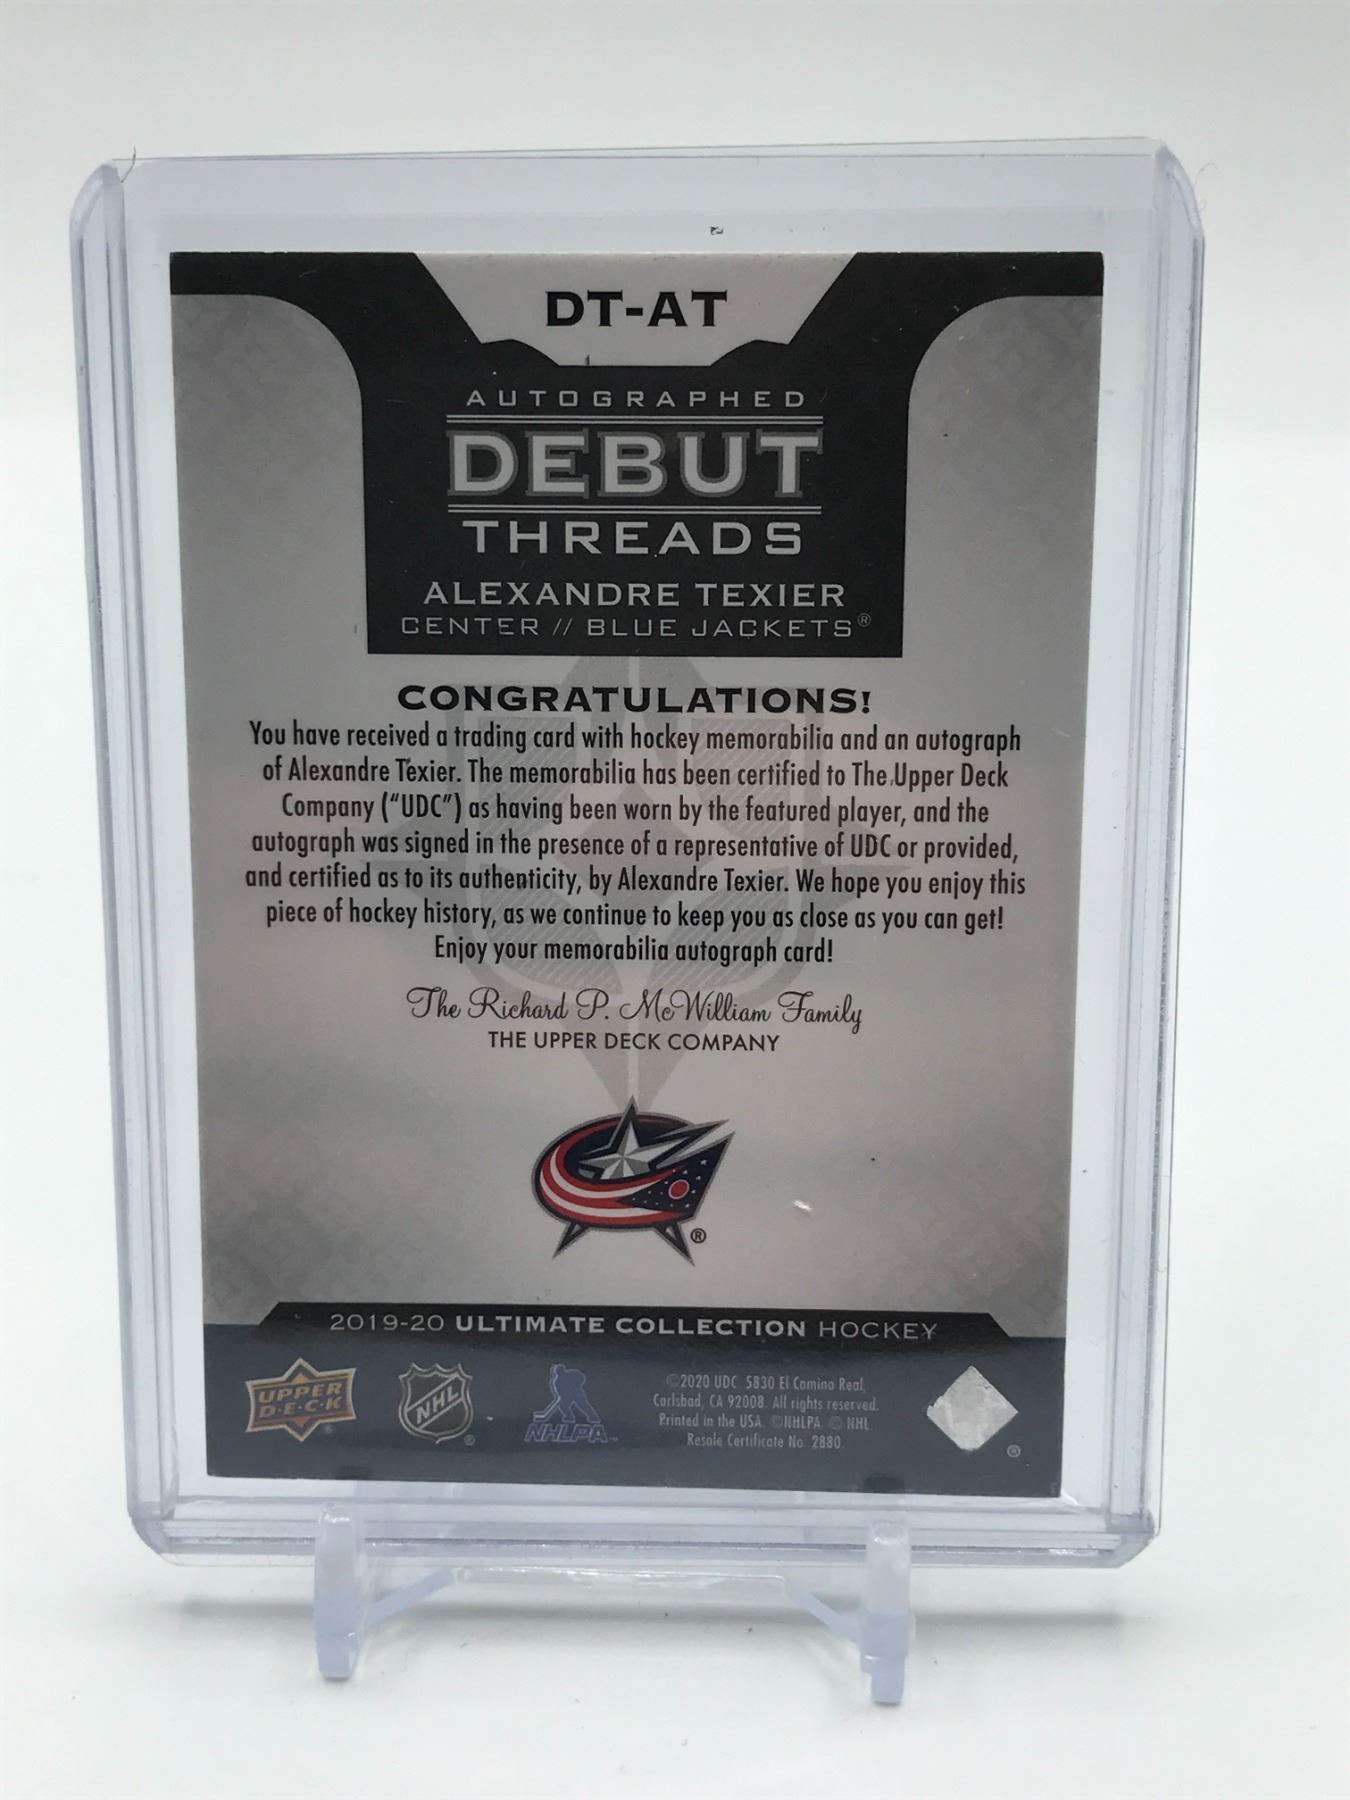 DT-AT
AUTOGRAPHED
DEBUT
THREADS
ALEXANDRE TEXIER
CENTER // BLUE JACKETS®
CONGRATULATIONS!
You have received a trading card with hockey memorabilia and an autograph
of Alexandre Texier. The memorabilia has been certified to The Upper Deck
Company ("UDC") as having been worn by the featured player, and the
autograph was signed in the presence of a representative of UDC or provided,
and certified as to its authenticity, by Alexandre Texier. We hope you enjoy this
piece of hockey history, as we continue to keep you as close as you can get!
Enjoy your memorabilia autograph card!
The Richard P. McWilliam Family
THE UPPER DECK COMPANY
®
2019-20 ULTIMATE COLLECTION HOCKEY
UPPER
D·E·C·K
®
NHL
®
NHLPA™
©2020 UDC. 5830 El Camino Real,
Carlsbad, CA 92008. All rights reserved.
Printed in the USA. ©NHLPA. © NHL.
Resale Certificate No. 2880.
®